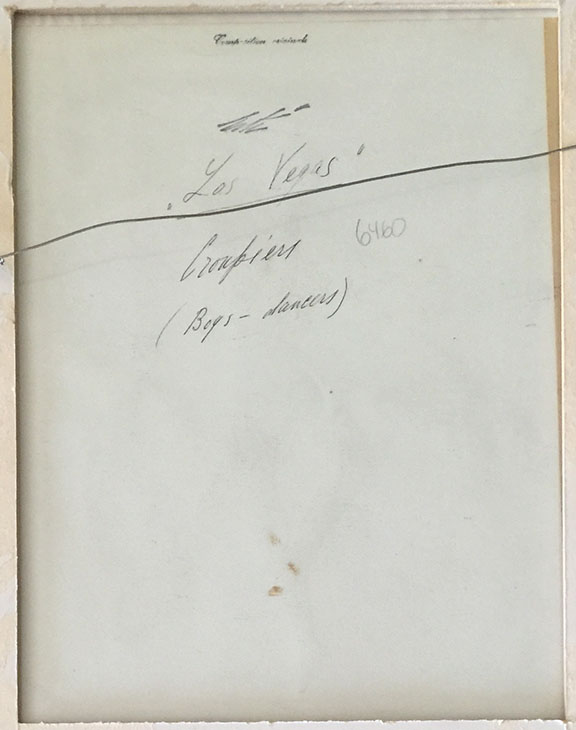 „Las Vegas"
Croupiers 6460
(Boys - dancers)